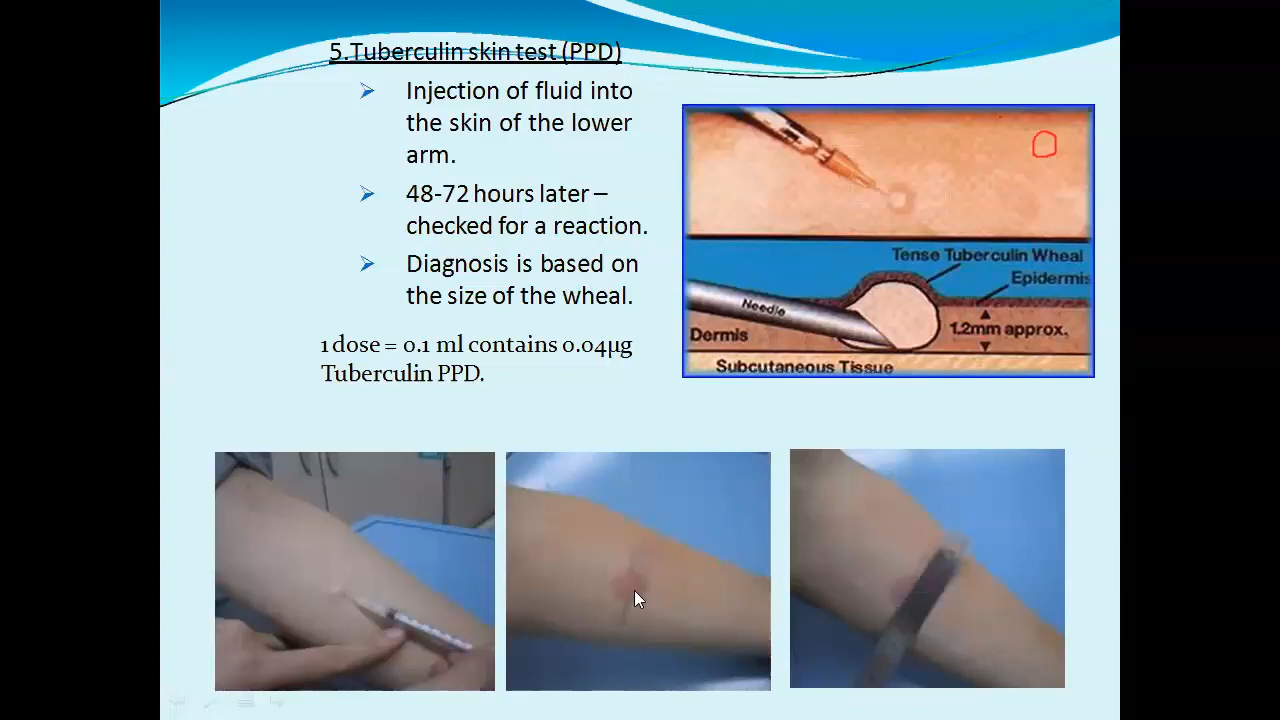 5.Tuberculin skin test (PPD)
Injection of fluid into
the skin of the lower
arm.
48-72 hours later –
checked for a reaction.
Diagnosis is based on
the size of the wheal.
1 dose = 0.1 ml contains 0.04µg
Tuberculin PPD.
Tense Tuberculin Wheal
Epidermis
Needle
1.2mm approx.
Dermis
Subcutaneous Tissue